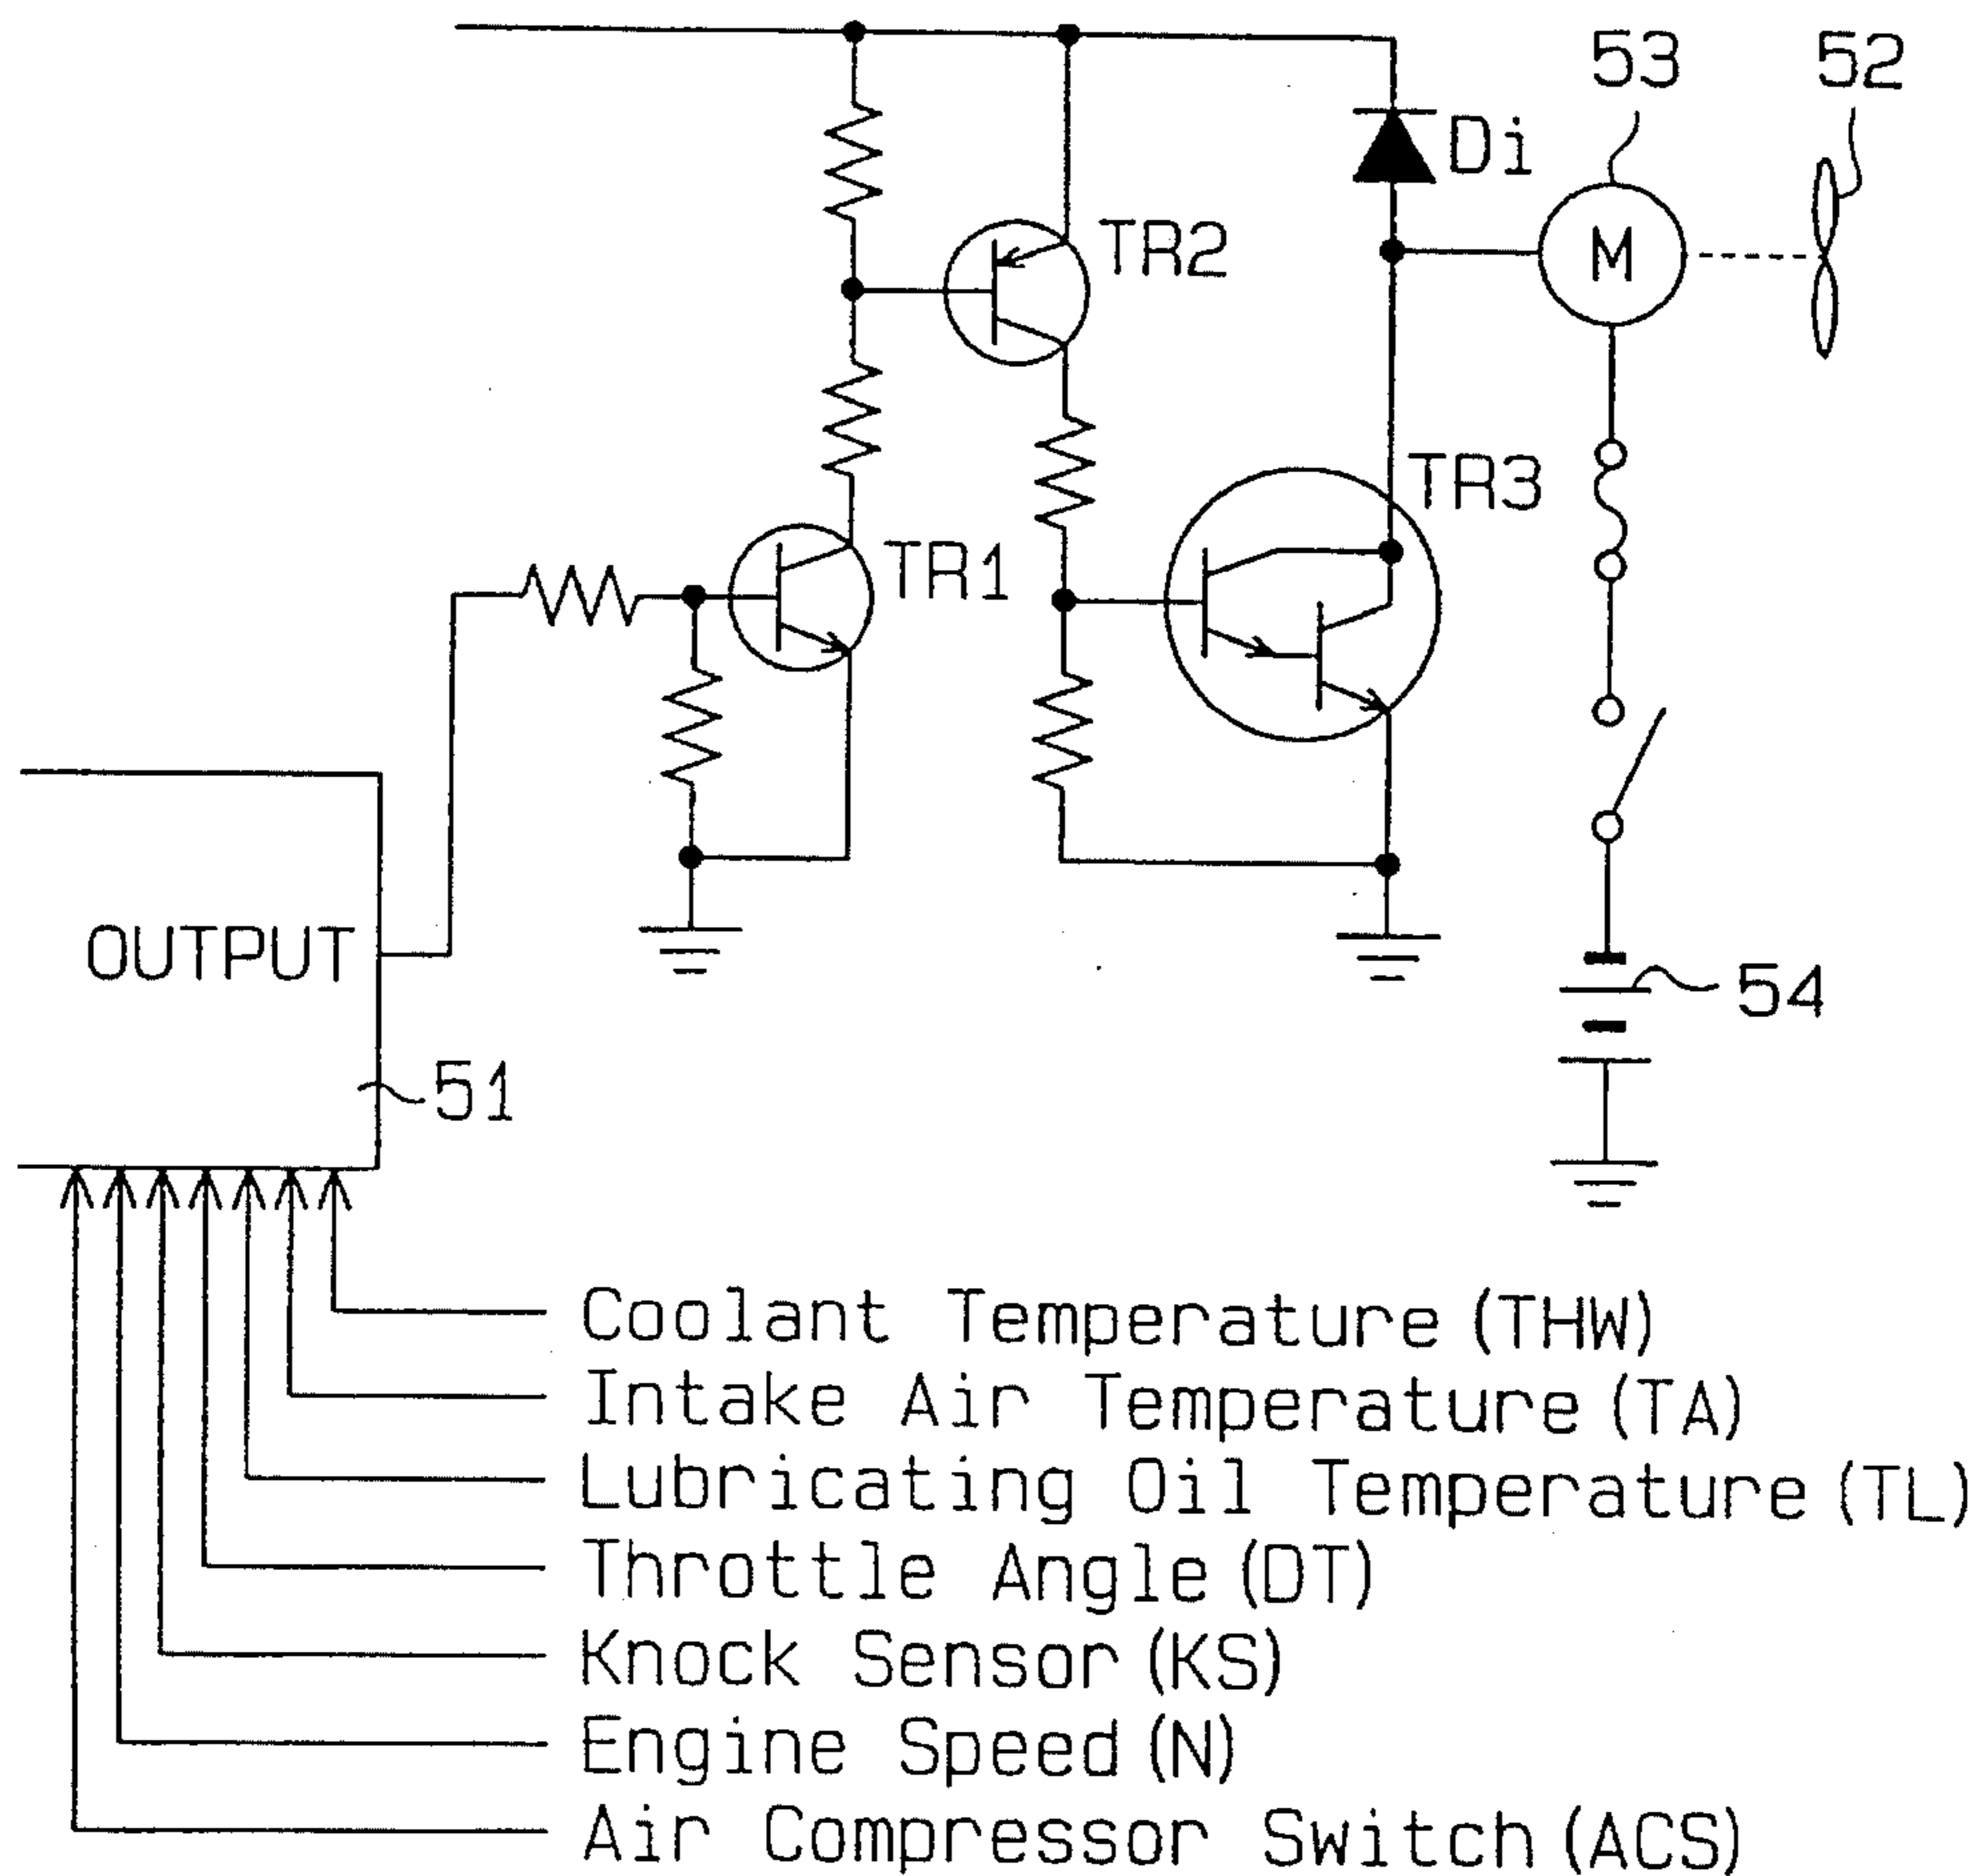 53
52
Di
TR2
M
TR3
TR1
OUTPUT
54
51
Coolant Temperature (THW)
Intake Air Temperature (TA)
Lubricating Oil Temperature (TL)
Throttle Angle (DT)
Knock Sensor (KS)
Engine Speed (N)
Air Compressor Switch (ACS)